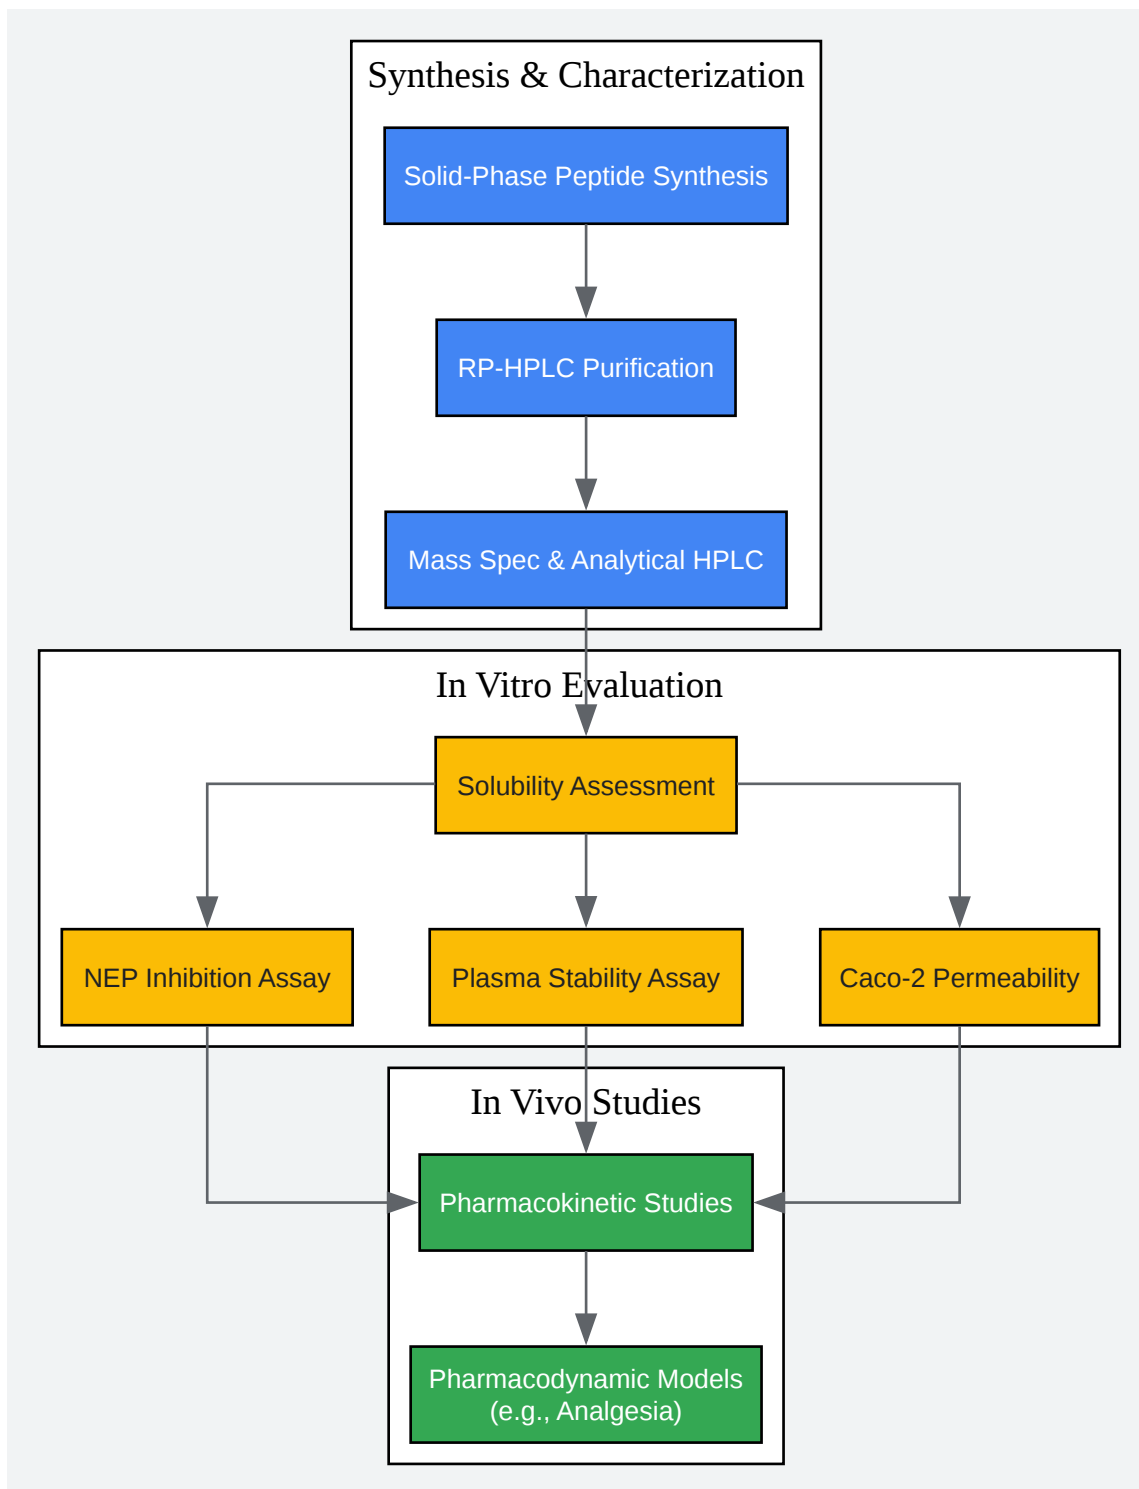 Synthesis & Characterization
Solid-Phase Peptide Synthesis
RP-HPLC Purification
Mass Spec & Analytical HPLC
In Vitro Evaluation
Solubility Assessment
NEP Inhibition Assay
Plasma Stability Assay
Caco-2 Permeability
In Vivo Studies
Pharmacokinetic Studies
Pharmacodynamic Models
(e.g., Analgesia)